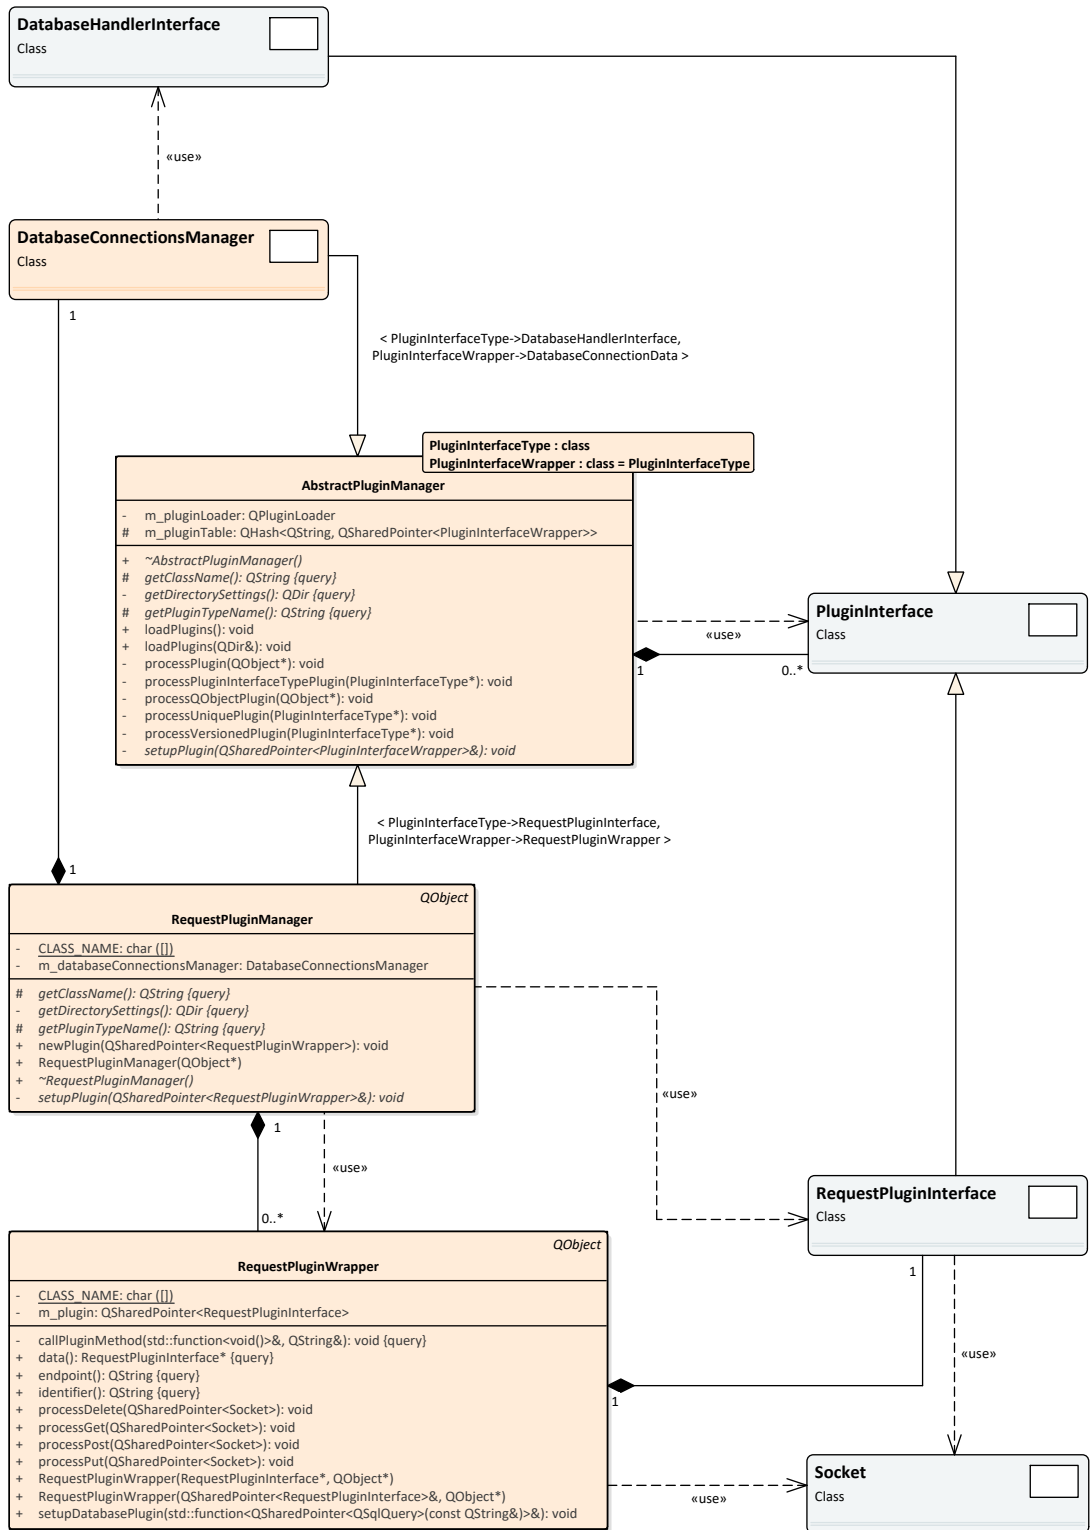 DatabaseHandlerInterface
Class
«use»
DatabaseConnectionsManager
Class
1
< PluginInterfaceType->DatabaseHandlerInterface,
PluginInterfaceWrapper->DatabaseConnectionData >
PluginInterfaceType : class
PluginInterfaceWrapper : class = PluginInterfaceType
AbstractPluginManager
- m_pluginLoader: QPluginLoader
# m_pluginTable: QHash<QString, QSharedPointer<PluginInterfaceWrapper>>
+ ~AbstractPluginManager()
# getClassName(): QString {query}
- getDirectorySettings(): QDir {query}
# getPluginTypeName(): QString {query}
+ loadPlugins(): void
+ loadPlugins(QDir&): void
- processPlugin(QObject*): void
- processPluginInterfaceTypePlugin(PluginInterfaceType*): void
- processQObjectPlugin(QObject*): void
- processUniquePlugin(PluginInterfaceType*): void
- processVersionedPlugin(PluginInterfaceType*): void
- setupPlugin(QSharedPointer<PluginInterfaceWrapper>&): void
«use»
1
0..*
PluginInterface
Class
< PluginInterfaceType->RequestPluginInterface,
PluginInterfaceWrapper->RequestPluginWrapper >
1
QObject
RequestPluginManager
- CLASS_NAME: char ([])
- m_databaseConnectionsManager: DatabaseConnectionsManager
# getClassName(): QString {query}
- getDirectorySettings(): QDir {query}
# getPluginTypeName(): QString {query}
+ newPlugin(QSharedPointer<RequestPluginWrapper>): void
+ RequestPluginManager(QObject*)
+ ~RequestPluginManager()
- setupPlugin(QSharedPointer<RequestPluginWrapper>&): void
«use»
1
«use»
0..*
RequestPluginInterface
Class
1
QObject
RequestPluginWrapper
- CLASS_NAME: char ([])
- m_plugin: QSharedPointer<RequestPluginInterface>
- callPluginMethod(std::function<void()>&, QString&): void {query}
+ data(): RequestPluginInterface* {query}
+ endpoint(): QString {query}
+ identifier(): QString {query}
+ processDelete(QSharedPointer<Socket>): void
+ processGet(QSharedPointer<Socket>): void
+ processPost(QSharedPointer<Socket>): void
+ processPut(QSharedPointer<Socket>): void
+ RequestPluginWrapper(RequestPluginInterface*, QObject*)
+ RequestPluginWrapper(QSharedPointer<RequestPluginInterface>&, QObject*)
+ setupDatabasePlugin(std::function<QSharedPointer<QSqlQuery>(const QString&)>&): void
«use»
1
«use»
Socket
Class